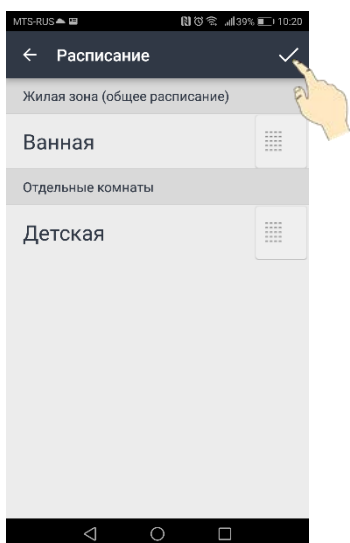 MTS-RUS 39% 10:20
Расписание
Жилая зона (общее расписание)
Ванная
Отдельные комнаты
Детская